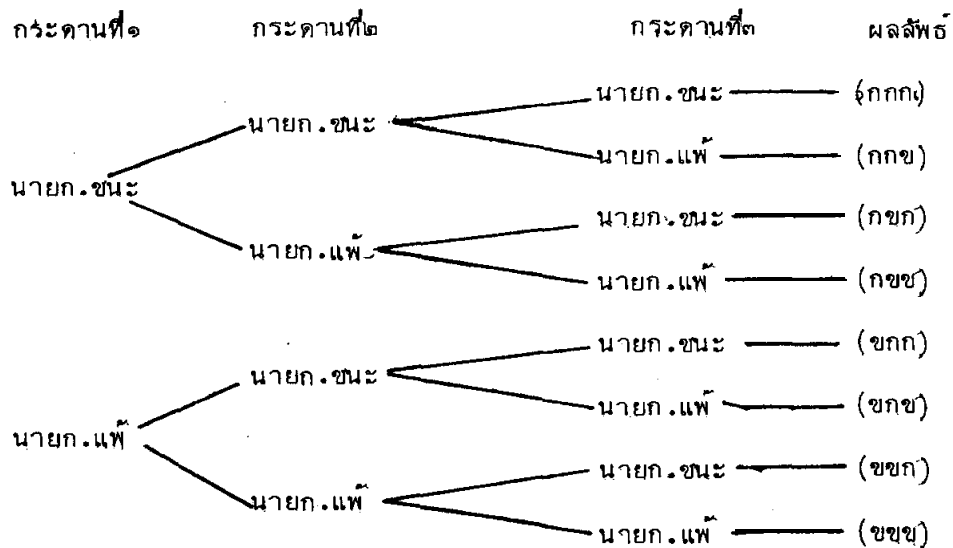 กระดานที่๑ กระดานที่๒ กระดานที่๓ ผลลัพธ์
นายก.ชนะ (กกก)
นายก.ชนะ
นายก.แพ้ (กกข)
นายก.ชนะ
นายก.ชนะ (กขก)
นายก.แพ้
นายก.แพ้ (กขข)
นายก.ชนะ (ขกก)
นายก.ชนะ
นายก.แพ้ (ขกข)
นายก.แพ้
นายก.ชนะ (ขขก)
นายก.แพ้
นายก.แพ้ (ขขข)